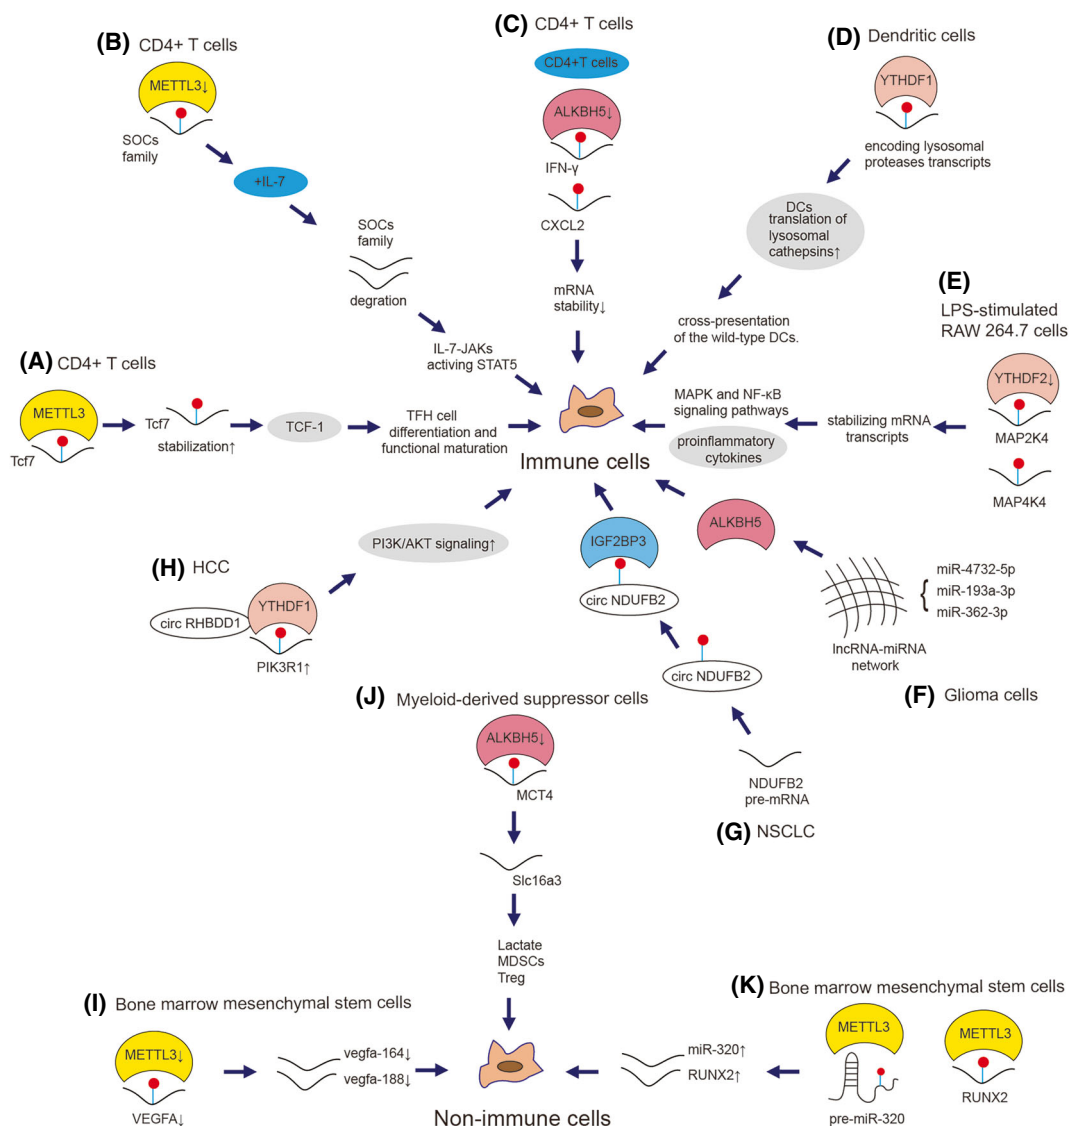 (B) CD4+ T cells
METTL3↓
SOCs
family
+IL-7
SOCs
family
degration
IL-7-JAKs
activing STAT5
(C) CD4+ T cells
CD4+T cells
ALKBH5↓
IFN-γ
CXCL2
mRNA
stability↓
(D) Dendritic cells
YTHDF1
encoding lysosomal
proteases transcripts
DCs
translation of
lysosomal
cathepsins↑
cross-presentation
of the wild-type DCs.
(E)
LPS-stimulated
RAW 264.7 cells
YTHDF2↓
MAP2K4
MAP4K4
stabilizing mRNA
transcripts
MAPK and NF-κB
signaling pathways
proinflammatory
cytokines
(A) CD4+ T cells
METTL3
Tcf7
Tcf7
stabilization↑
TCF-1
TFH cell
differentiation and
functional maturation
Immune cells
(H) HCC
circ RHBDD1
YTHDF1
PIK3R1↑
PI3K/AKT signaling↑
IGF2BP3
circ NDUFB2
circ NDUFB2
NDUFB2
pre-mRNA
(G) NSCLC
ALKBH5
miR-4732-5p
miR-193a-3p
miR-362-3p
{
lncRNA-miRNA
network
(F) Glioma cells
(J) Myeloid-derived suppressor cells
ALKBH5↓
MCT4
Slc16a3
Lactate
MDSCs
Treg
(I) Bone marrow mesenchymal stem cells
METTL3↓
VEGFA↓
vegfa-164↓
vegfa-188↓
Non-immune cells
(K) Bone marrow mesenchymal stem cells
METTL3
pre-miR-320
METTL3
RUNX2
miR-320↑
RUNX2↑